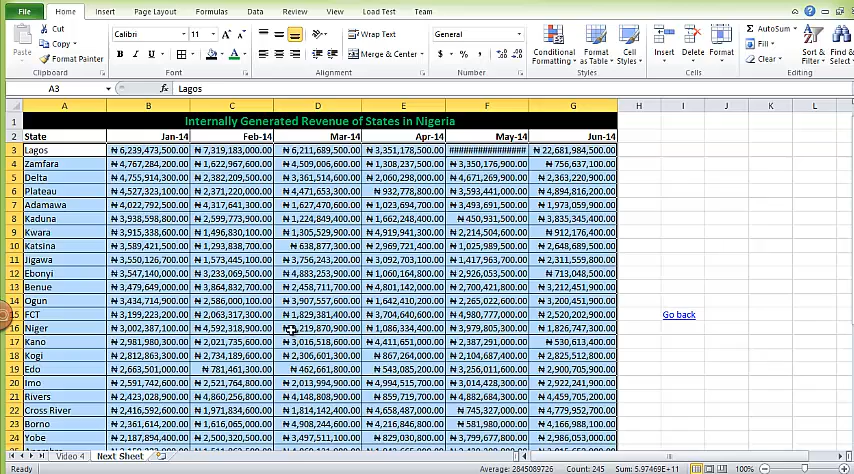 File Home Insert Page Layout Formulas Data Review View Load Test Team
Cut Calibri 11 Wrap Text General AutoSum
Paste Copy Merge & Center Conditional Formatting Format as Table Cell Styles Insert Delete Format Fill Sort & Filter Find & Select
Format Painter Clear
Clipboard Font Alignment Number Styles Cells Editing
A3 fx Lagos
A B C D E F G H I J K L
1 Internally Generated Revenue of States in Nigeria
2 State Jan-14 Feb-14 Mar-14 Apr-14 May-14 Jun-14
3 Lagos ₦ 6,239,473,500.00 ₦ 7,319,183,000.00 ₦ 6,211,689,500.00 ₦ 3,351,178,500.00 ################ ₦ 22,681,984,500.00
4 Zamfara ₦ 4,767,284,200.00 ₦ 1,622,967,600.00 ₦ 4,509,006,600.00 ₦ 1,308,237,500.00 ₦ 3,350,176,900.00 ₦ 756,637,100.00
5 Delta ₦ 4,755,914,300.00 ₦ 2,382,209,500.00 ₦ 3,361,514,600.00 ₦ 2,060,298,000.00 ₦ 4,671,269,900.00 ₦ 2,363,220,900.00
6 Plateau ₦ 4,527,323,100.00 ₦ 2,371,220,000.00 ₦ 4,471,653,300.00 ₦ 932,778,800.00 ₦ 3,593,441,000.00 ₦ 4,894,816,200.00
7 Adamawa ₦ 4,022,792,500.00 ₦ 4,317,641,300.00 ₦ 1,627,470,600.00 ₦ 1,023,694,700.00 ₦ 3,493,691,500.00 ₦ 1,973,059,900.00
8 Kaduna ₦ 3,938,598,800.00 ₦ 2,599,773,900.00 ₦ 1,224,849,400.00 ₦ 1,662,248,400.00 ₦ 450,931,500.00 ₦ 3,835,345,400.00
9 Kwara ₦ 3,915,338,600.00 ₦ 1,496,830,100.00 ₦ 1,305,529,900.00 ₦ 4,919,941,300.00 ₦ 2,214,504,600.00 ₦ 912,176,400.00
10 Katsina ₦ 3,589,421,500.00 ₦ 1,293,838,700.00 ₦ 638,877,300.00 ₦ 2,969,721,400.00 ₦ 1,025,989,500.00 ₦ 2,648,689,500.00
11 Jigawa ₦ 3,550,126,700.00 ₦ 1,573,445,100.00 ₦ 3,756,243,200.00 ₦ 3,092,703,100.00 ₦ 1,417,963,700.00 ₦ 2,311,559,800.00
12 Ebonyi ₦ 3,547,140,000.00 ₦ 3,233,069,500.00 ₦ 4,883,253,900.00 ₦ 1,060,164,800.00 ₦ 2,926,053,500.00 ₦ 713,048,500.00
13 Benue ₦ 3,479,649,000.00 ₦ 3,864,832,700.00 ₦ 2,458,711,700.00 ₦ 4,801,142,000.00 ₦ 2,700,421,800.00 ₦ 3,212,451,900.00
14 Ogun ₦ 3,434,714,900.00 ₦ 2,586,000,100.00 ₦ 3,907,557,600.00 ₦ 1,642,410,200.00 ₦ 2,265,022,600.00 ₦ 3,200,451,900.00
15 FCT ₦ 3,199,223,200.00 ₦ 2,063,317,300.00 ₦ 1,829,381,400.00 ₦ 3,704,640,600.00 ₦ 4,980,777,000.00 ₦ 2,520,202,900.00 Go back
16 Niger ₦ 3,002,387,100.00 ₦ 4,592,318,900.00 219,870,900.00 ₦ 1,086,334,400.00 ₦ 3,979,805,300.00 ₦ 1,826,747,300.00
17 Kano ₦ 2,981,980,300.00 ₦ 2,021,735,600.00 ₦ 3,016,518,600.00 ₦ 4,411,651,000.00 ₦ 2,387,291,000.00 ₦ 530,613,400.00
18 Kogi ₦ 2,812,863,300.00 ₦ 2,734,189,600.00 ₦ 2,306,601,300.00 ₦ 867,264,000.00 ₦ 2,104,687,400.00 ₦ 2,825,512,800.00
19 Edo ₦ 2,663,501,000.00 ₦ 781,461,300.00 ₦ 462,661,800.00 ₦ 543,085,200.00 ₦ 3,256,011,600.00 ₦ 2,900,705,900.00
20 Imo ₦ 2,591,742,600.00 ₦ 2,521,764,800.00 ₦ 2,013,994,900.00 ₦ 4,994,515,700.00 ₦ 3,014,428,300.00 ₦ 2,922,241,900.00
21 Rivers ₦ 2,423,028,900.00 ₦ 4,860,256,800.00 ₦ 4,148,808,900.00 ₦ 859,719,700.00 ₦ 4,882,684,300.00 ₦ 4,459,705,200.00
22 Cross River ₦ 2,416,592,600.00 ₦ 1,971,834,600.00 ₦ 1,814,142,400.00 ₦ 4,658,487,000.00 ₦ 745,327,000.00 ₦ 4,779,952,700.00
23 Borno ₦ 2,361,614,200.00 ₦ 1,616,065,000.00 ₦ 4,908,244,600.00 ₦ 4,216,846,800.00 ₦ 581,980,000.00 ₦ 4,166,988,100.00
24 Yobe ₦ 2,187,894,400.00 ₦ 2,500,320,500.00 ₦ 3,497,511,100.00 ₦ 829,030,800.00 ₦ 3,799,677,800.00 ₦ 2,986,053,000.00
Video 4 Next Sheet
Ready Average: 2845089726 Count: 245 Sum: 5.97469E+11 100%